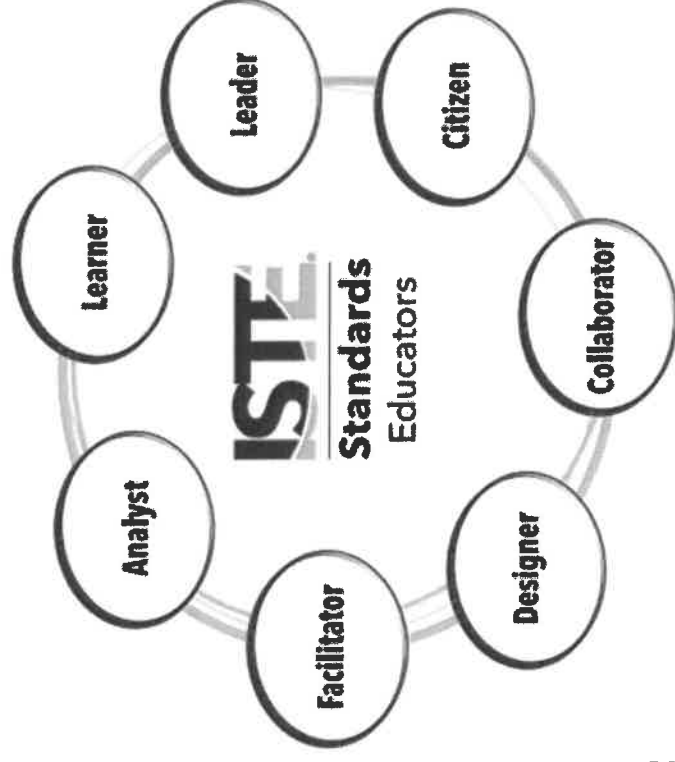 Learner
Leader
Citizen
Collaborator
Designer
Facilitator
Analyst
ISTE
Standards
Educators